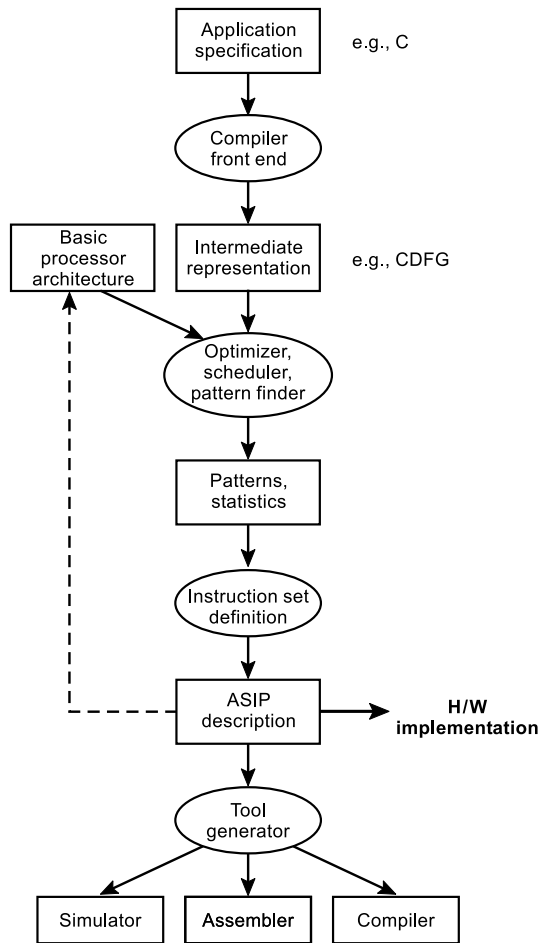 Application
specification
e.g., C
Compiler
front end
Basic
processor
architecture
Intermediate
representation
e.g., CDFG
Optimizer,
scheduler,
pattern finder
Patterns,
statistics
Instruction set
definition
ASIP
description
H/W
implementation
Tool
generator
Simulator
Assembler
Compiler